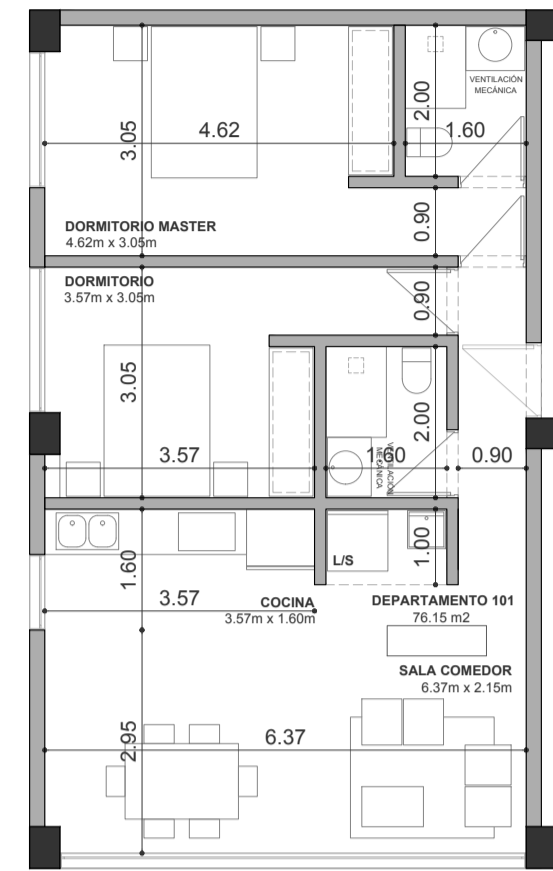 VENTILACIÓN
MECÁNICA
2.00
1.60
4.62
3.05
0.90
DORMITORIO MASTER
4.62m x 3.05m
DORMITORIO
3.57m x 3.05m
0.90
3.05
3.57
2.00
1.60
VENTILACIÓN
MECÁNICA
0.90
1.60
1.00
L/S
3.57
COCINA
3.57m x 1.60m
DEPARTAMENTO 101
76.15 m2
SALA COMEDOR
6.37m x 2.15m
2.95
6.37